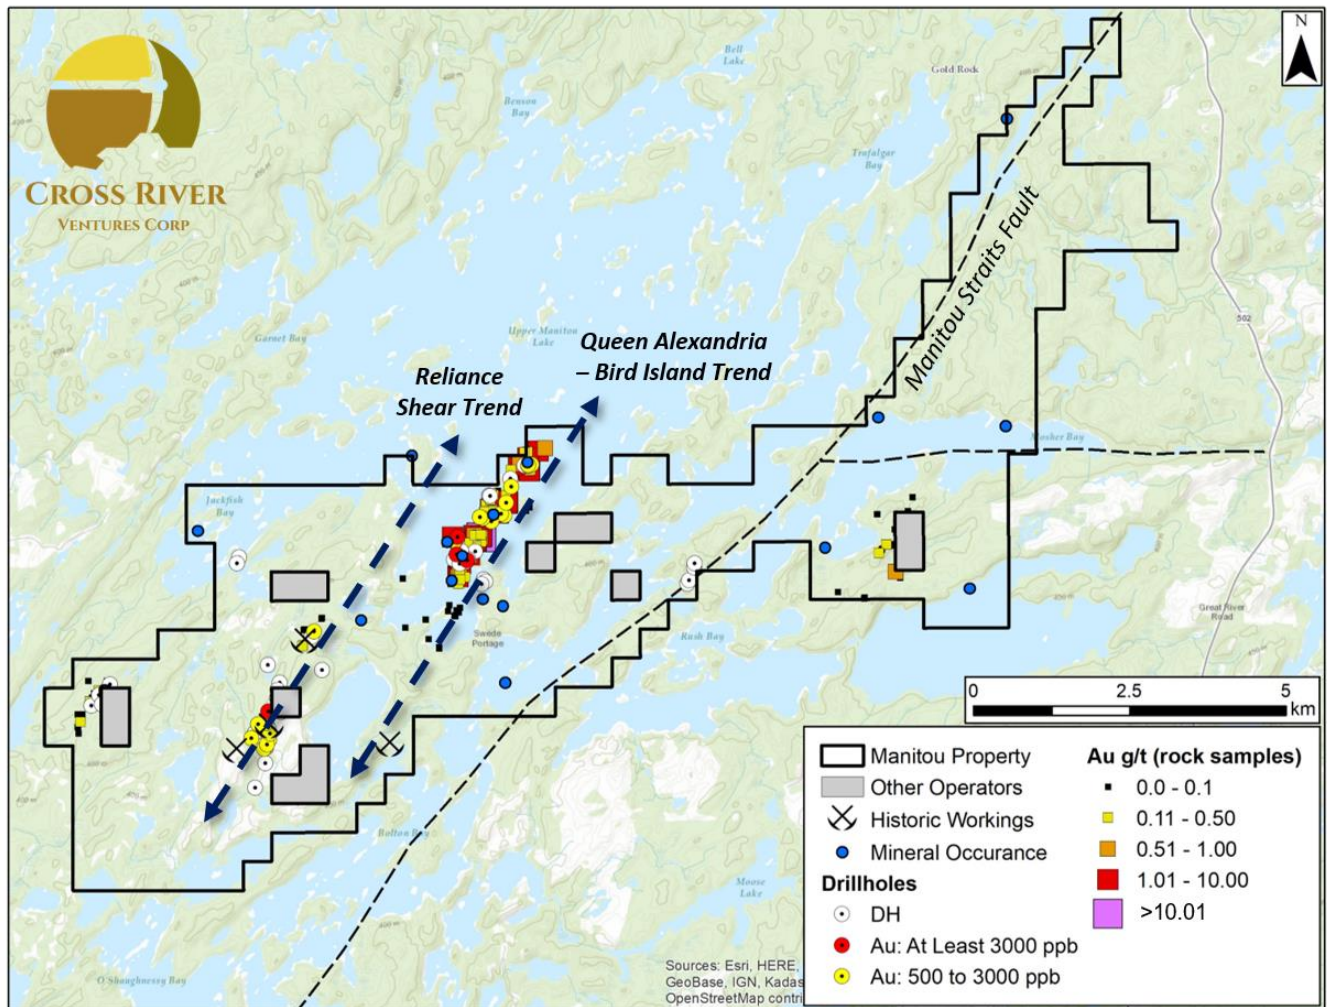 N
Bell
Lake
Gold Rock
Benson
Bay
Trafalgar
Bay
CROSS RIVER
VENTURES CORP
Manitou Straits Fault
502
Garnet Bay
Upper Manitou
Lake
Queen Alexandria
– Bird Island Trend
Reliance
Shear Trend
Mosher Bay
Jackfish
Bay
Swede
Portage
Rush Bay
Great River
Road
Bolton Bay
Moose
Lake
O'Shaughnessy Bay
0 2.5 5
km
Manitou Property
Other Operators
Historic Workings
Mineral Occurance
Drillholes
DH
Au: At Least 3000 ppb
Au: 500 to 3000 ppb
Au g/t (rock samples)
0.0 - 0.1
0.11 - 0.50
0.51 - 1.00
1.01 - 10.00
>10.01
Sources: Esri, HERE,
GeoBase, IGN, Kadas
OpenStreetMap contri